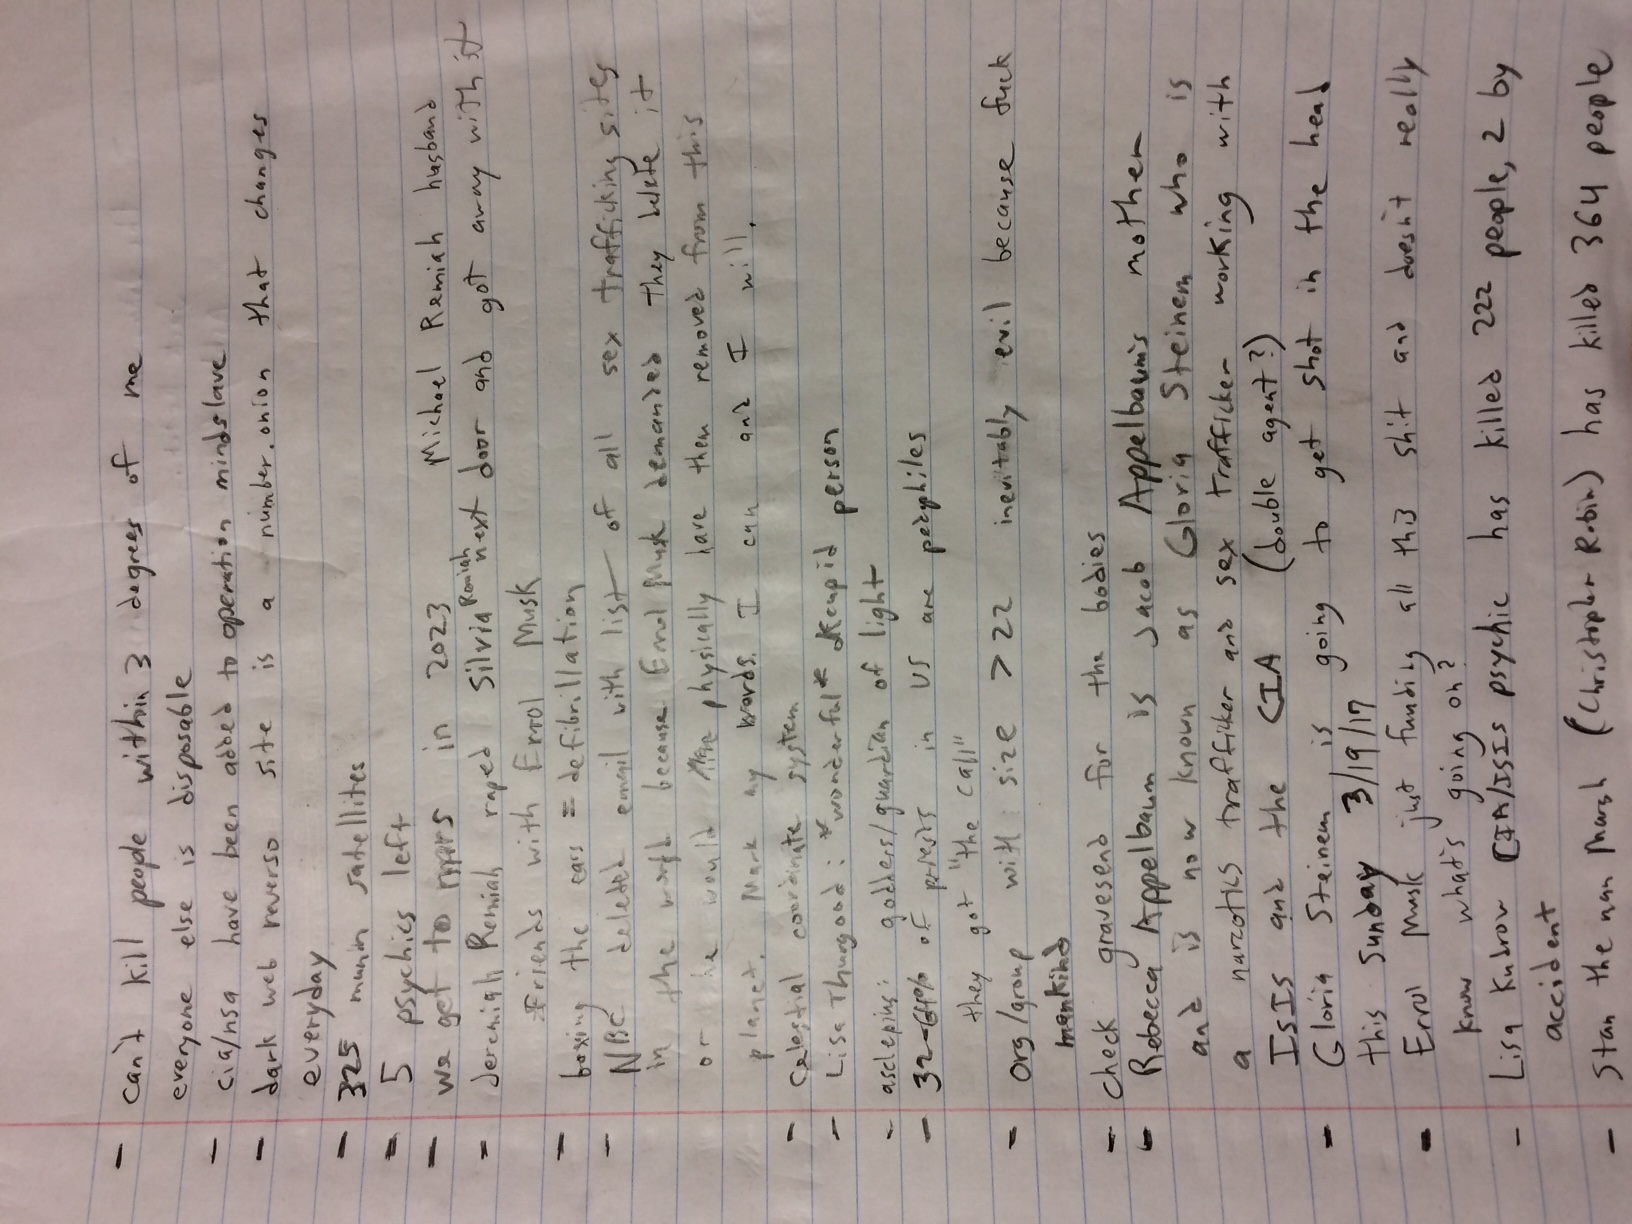 - can't kill people within 3 degrees of me
everyone else is disposable
- cia/nsa have been added to operation mindslave
- dark web reverso site is a number.onion that changes
everyday
- 325 munin satellites
- 5 psychics left
- we get to mars in 2023 Michael Remiah husband
- Jeremiah Remiah raped Silvia Remiah next door and got away with it
Friends with Errol Musk
- boxing the ears = defibrillation
- NBC deleted email with list of all sex trafficking sites
in the world because Errol Musk demanded they delete it
or he would physically have them removed from this
planet. Mark my words. I can and I will.
- celestial coordinate system
- Lisa Thurgood: *wonderful* person
- asclepius: godders/guardian of light
- 32-64% of priests in US are pedphiles
they got "the call"
- org/group with size >22 inevitably evil because fuck
mankind
- check gravesend for the bodies
- Rebecca Appelbaum is Jacob Appelbaum's mother
and is now known as Gloria Steinem who is
a narcotics trafficker and sex trafficker working with
ISIS and the CIA (double agent?)
- Gloria Steinem is going to get shot in the head
this Sunday 3/19/17
- Errol Musk just funding all this shit and doesn't really
know what's going on?
- Lisa Kudrow CIA/ISIS psychic has killed 222 people, 2 by
accident
- Stan the man Marsh (Christopher Robin) has killed 364 people